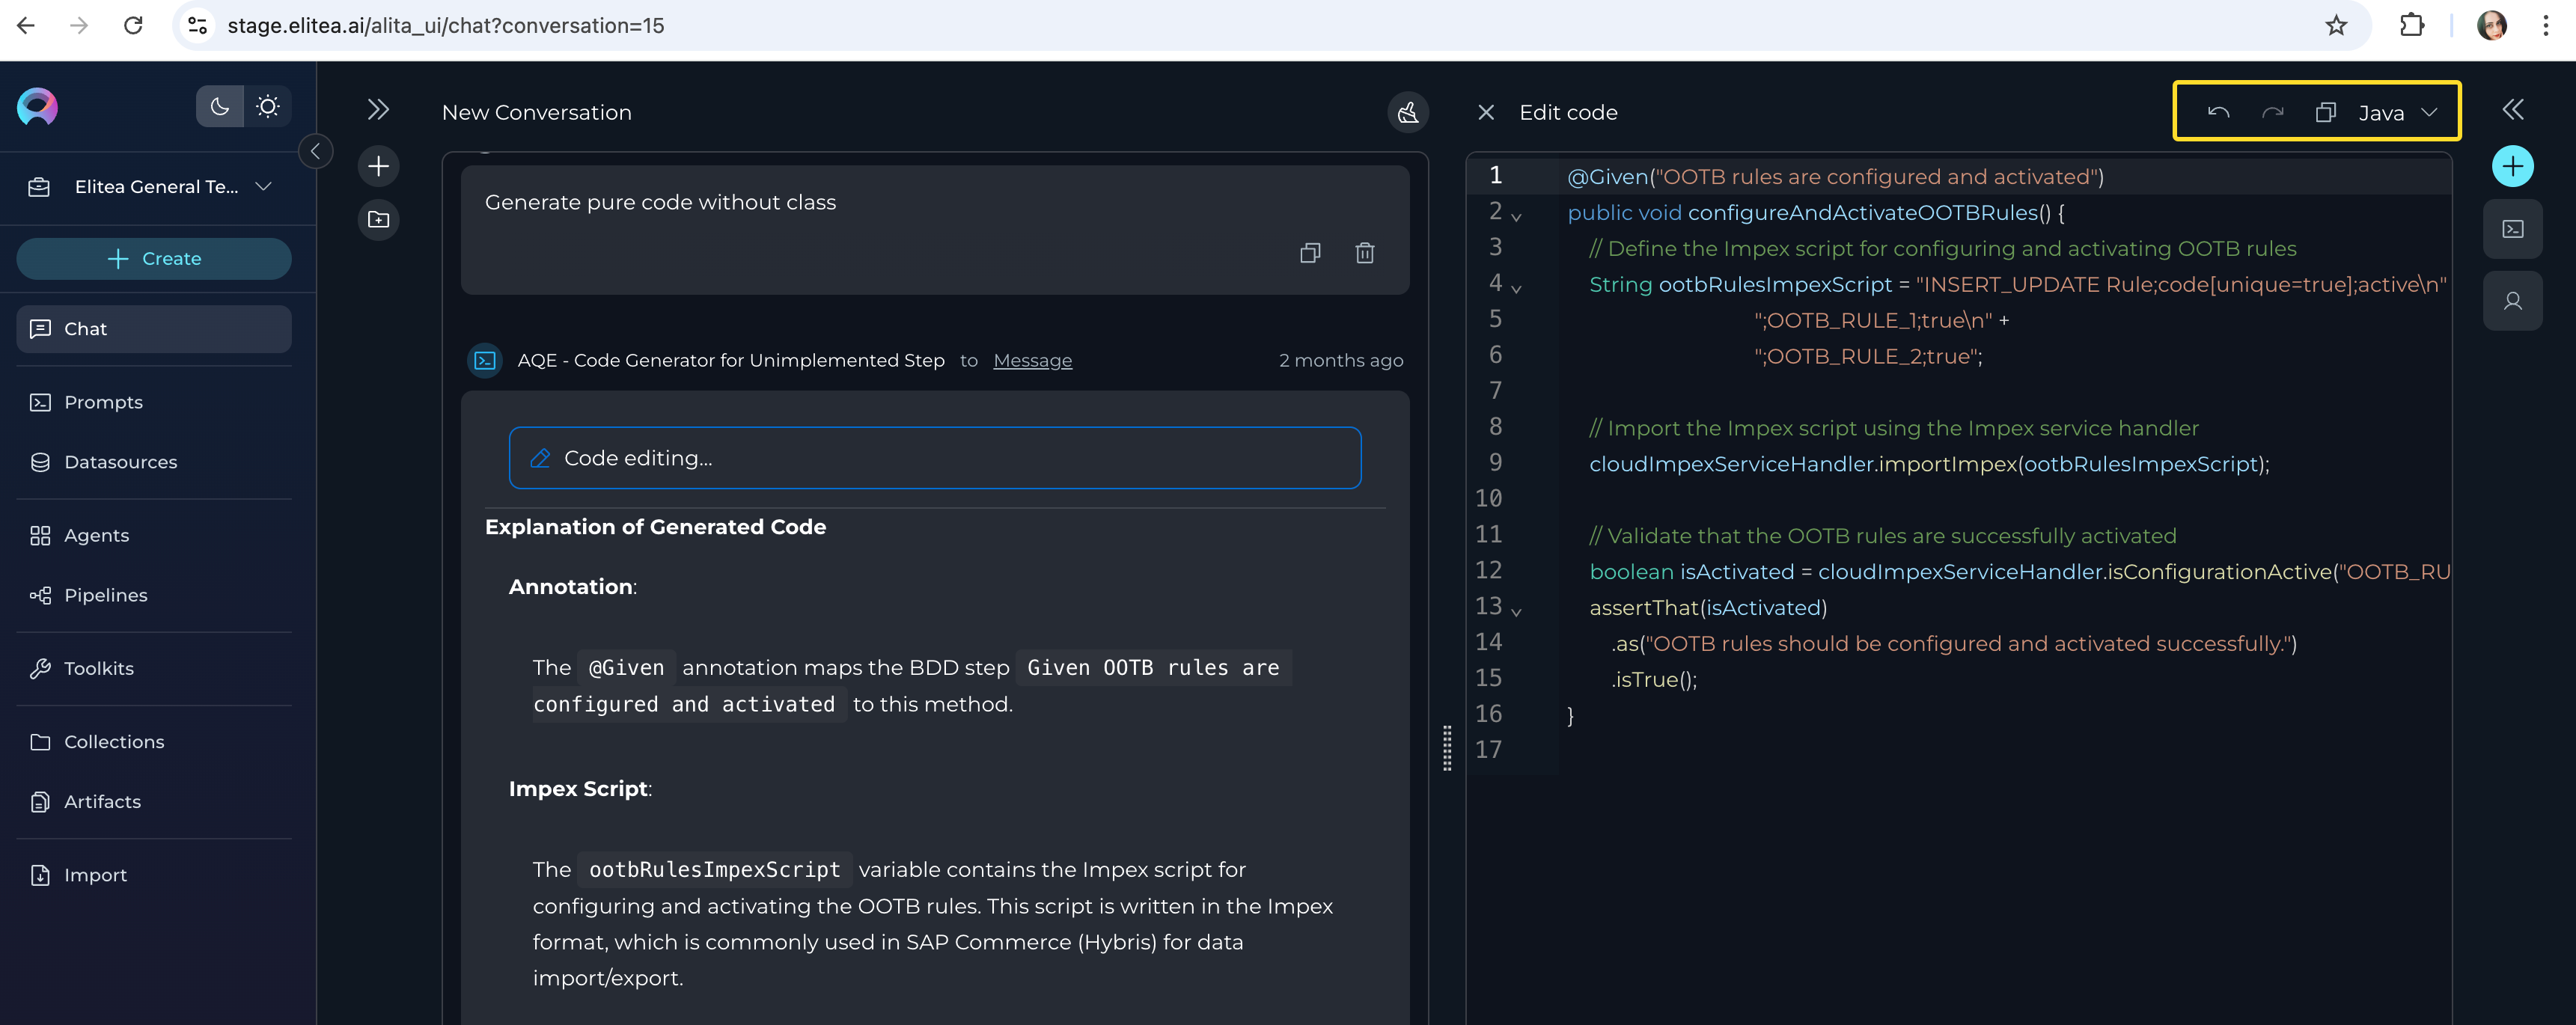 stage.elitea.ai/alita_ui/chat?conversation=15
Elitea General Te...
Create
Chat
Prompts
Datasources
Agents
Pipelines
Toolkits
Collections
Artifacts
Import
New Conversation
Generate pure code without class
AQE - Code Generator for Unimplemented Step to Message 2 months ago
Code editing...
Explanation of Generated Code
Annotation:
The @Given annotation maps the BDD step Given OOTB rules are
configured and activated to this method.
Impex Script:
The ootbRulesImpexScript variable contains the Impex script for
configuring and activating the OOTB rules. This script is written in the Impex
format, which is commonly used in SAP Commerce (Hybris) for data
import/export.
Edit code
Java
1 @Given("OOTB rules are configured and activated")
2 public void configureAndActivateOOTBRules() {
3 // Define the Impex script for configuring and activating OOTB rules
4 String ootbRulesImpexScript = "INSERT_UPDATE Rule;code[unique=true];active\n"
5 ";OOTB_RULE_1;true\n" +
6 ";OOTB_RULE_2;true";
7
8 // Import the Impex script using the Impex service handler
9 cloudImpexServiceHandler.importImpex(ootbRulesImpexScript);
10
11 // Validate that the OOTB rules are successfully activated
12 boolean isActivated = cloudImpexServiceHandler.isConfigurationActive("OOTB_RU
13 assertThat(isActivated)
14 .as("OOTB rules should be configured and activated successfully.")
15 .isTrue();
16 }
17